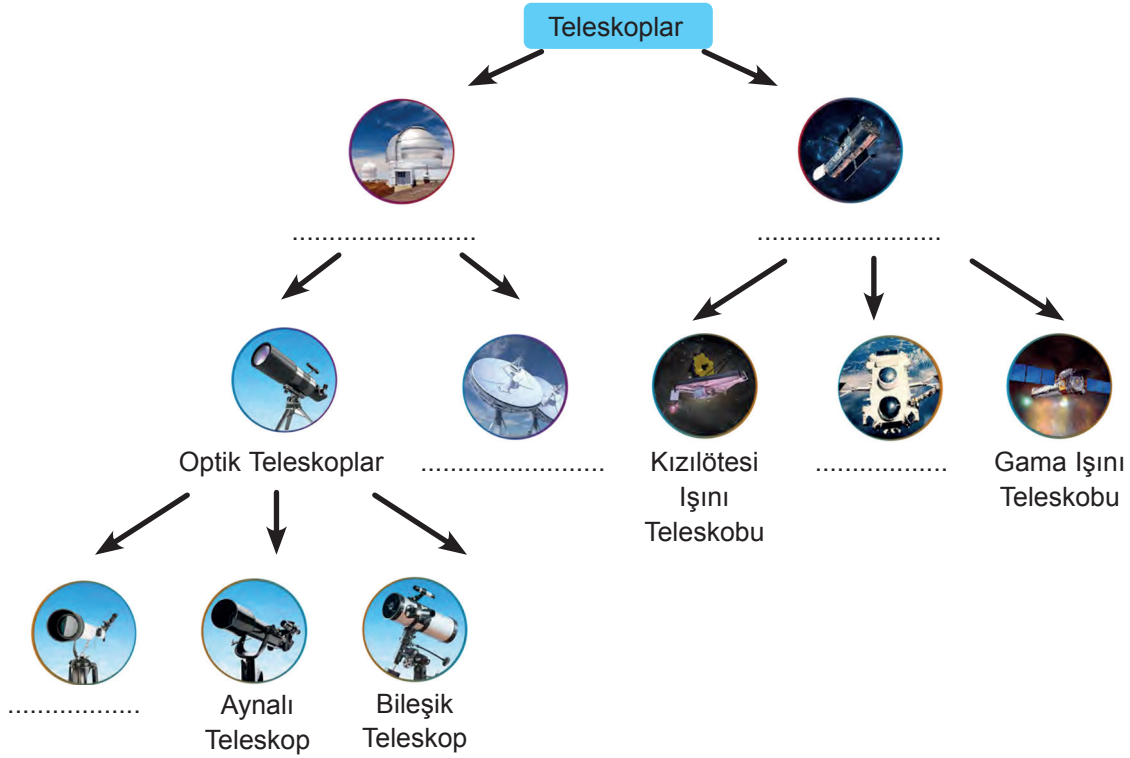 Teleskoplar
.........................
.........................
Optik Teleskoplar
.........................
Kızılötesi
Işını
Teleskobu
..................
Gama Işını
Teleskobu
..................
Aynalı
Teleskop
Bileşik
Teleskop